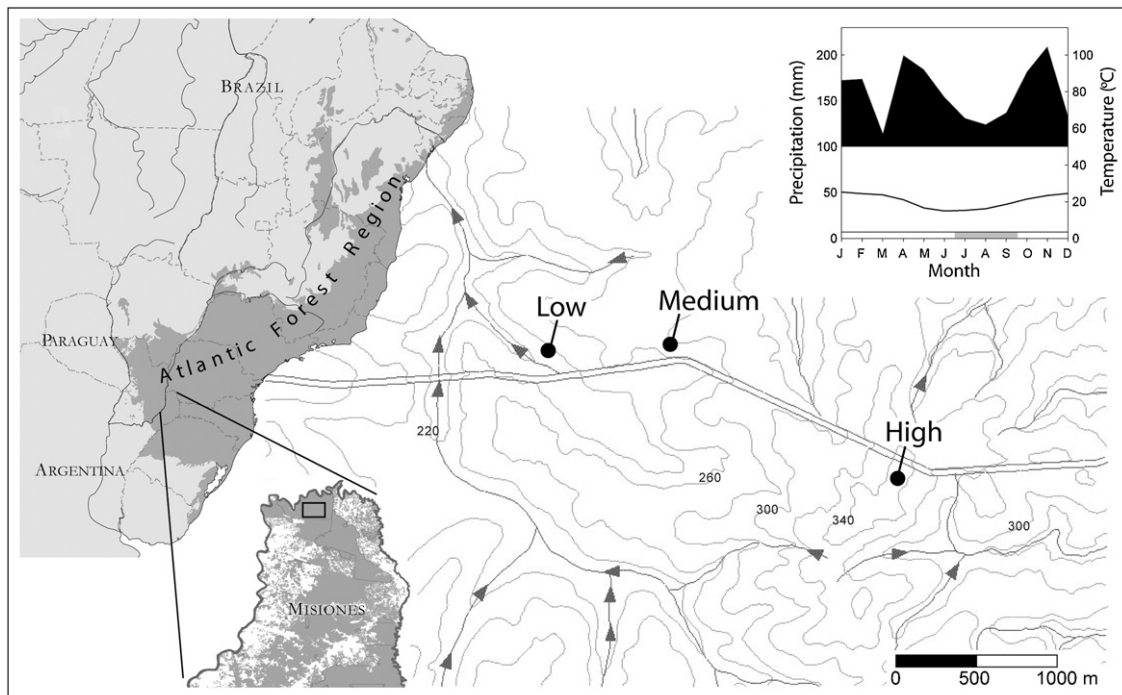 BRAZIL
Atlantic Forest Region
PARAGUAY
ARGENTINA
MISIONES
Low
Medium
High
220
260
300
340
300
0 500 1000 m
Precipitation (mm)
200
150
100
50
0
Temperature (ºC)
100
80
60
40
20
0
J F M A M J J A S O N D
Month